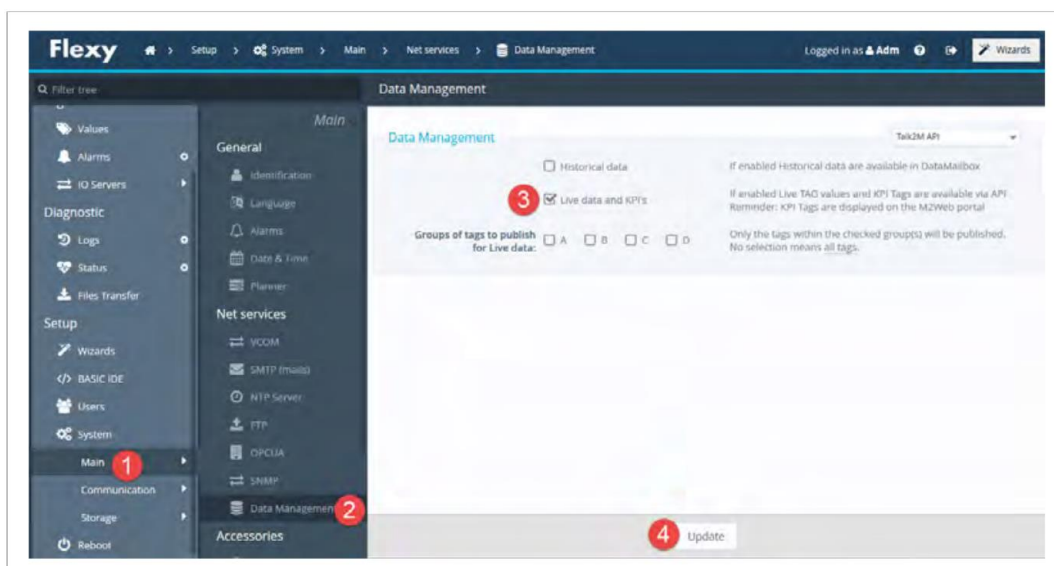 Flexy > Setup > System > Main > Net services > Data Management Logged in as Adm Wizards
Filter tree
Data Management
Values
Alarms
IO Servers
Diagnostic
Logs
Status
Files Transfer
Setup
Wizards
</> BASIC IDE
Users
System
Main 1
Communication
Storage
Reboot
Main
General
Identification
Language
Alarms
Date & Time
Planner
Net services
VCOM
SMTP (mails)
NTP Server
FTP
OPCUA
SNMP
Data Management 2
Accessories
Data Management
Talk2M API
Historical data
If enabled Historical data are available in DataMailbox
3 Live data and KPI's
If enabled Live TAG values and KPI Tags are available via API
Reminder: KPI Tags are displayed on the M2Web portal
Groups of tags to publish
for Live data:
A B C D
Only the tags within the checked group(s) will be published.
No selection means all tags.
4 Update